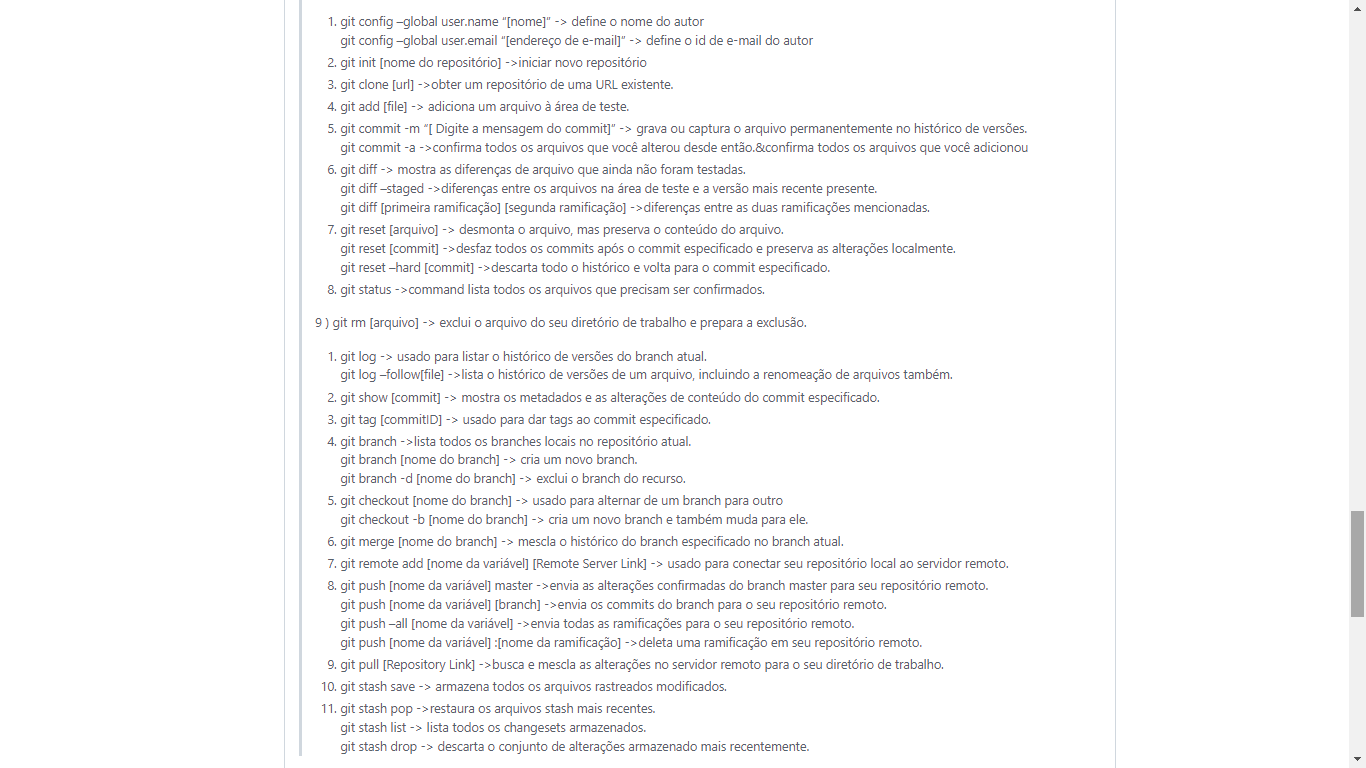 1. git config –global user.name “[nome]” -> define o nome do autor
git config –global user.email “[endereço de e-mail]” -> define o id de e-mail do autor
2. git init [nome do repositório] ->iniciar novo repositório
3. git clone [url] ->obter um repositório de uma URL existente.
4. git add [file] -> adiciona um arquivo à área de teste.
5. git commit -m “[ Digite a mensagem do commit]” -> grava ou captura o arquivo permanentemente no histórico de versões.
git commit -a ->confirma todos os arquivos que você alterou desde então.&confirma todos os arquivos que você adicionou
6. git diff -> mostra as diferenças de arquivo que ainda não foram testadas.
git diff –staged ->diferenças entre os arquivos na área de teste e a versão mais recente presente.
git diff [primeira ramificação] [segunda ramificação] ->diferenças entre as duas ramificações mencionadas.
7. git reset [arquivo] -> desmonta o arquivo, mas preserva o conteúdo do arquivo.
git reset [commit] ->desfaz todos os commits após o commit especificado e preserva as alterações localmente.
git reset –hard [commit] ->descarta todo o histórico e volta para o commit especificado.
8. git status ->command lista todos os arquivos que precisam ser confirmados.
9 ) git rm [arquivo] -> exclui o arquivo do seu diretório de trabalho e prepara a exclusão.
1. git log -> usado para listar o histórico de versões do branch atual.
git log –follow[file] ->lista o histórico de versões de um arquivo, incluindo a renomeação de arquivos também.
2. git show [commit] -> mostra os metadados e as alterações de conteúdo do commit especificado.
3. git tag [commitID] -> usado para dar tags ao commit especificado.
4. git branch ->lista todos os branches locais no repositório atual.
git branch [nome do branch] -> cria um novo branch.
git branch -d [nome do branch] -> exclui o branch do recurso.
5. git checkout [nome do branch] -> usado para alternar de um branch para outro
git checkout -b [nome do branch] -> cria um novo branch e também muda para ele.
6. git merge [nome do branch] -> mescla o histórico do branch especificado no branch atual.
7. git remote add [nome da variável] [Remote Server Link] -> usado para conectar seu repositório local ao servidor remoto.
8. git push [nome da variável] master ->envia as alterações confirmadas do branch master para seu repositório remoto.
git push [nome da variável] [branch] ->envia os commits do branch para o seu repositório remoto.
git push –all [nome da variável] ->envia todas as ramificações para o seu repositório remoto.
git push [nome da variável] :[nome da ramificação] ->deleta uma ramificação em seu repositório remoto.
9. git pull [Repository Link] ->busca e mescla as alterações no servidor remoto para o seu diretório de trabalho.
10. git stash save -> armazena todos os arquivos rastreados modificados.
11. git stash pop ->restaura os arquivos stash mais recentes.
git stash list -> lista todos os changesets armazenados.
git stash drop -> descarta o conjunto de alterações armazenado mais recentemente.